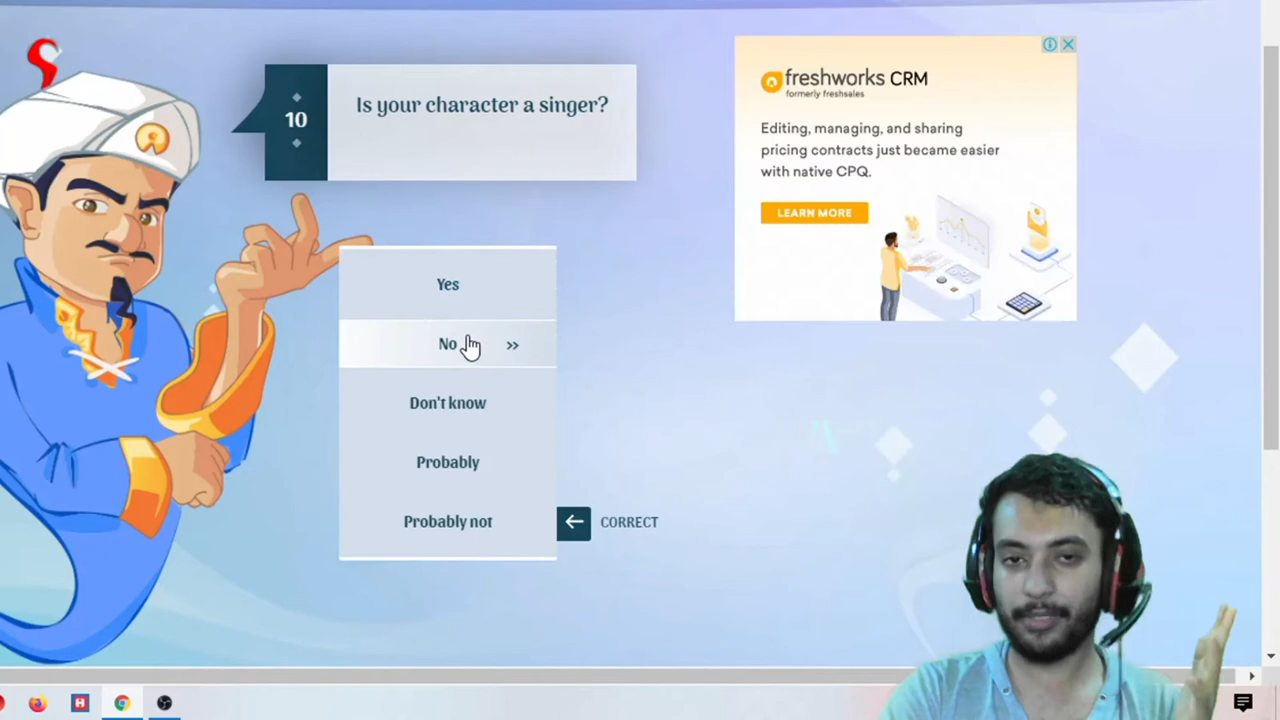 10
Is your character a singer?
Yes
No »
Don't know
Probably
Probably not
CORRECT
freshworks CRM
formerly freshsales
Editing, managing, and sharing
pricing contracts just became easier
with native CPQ.
LEARN MORE
H